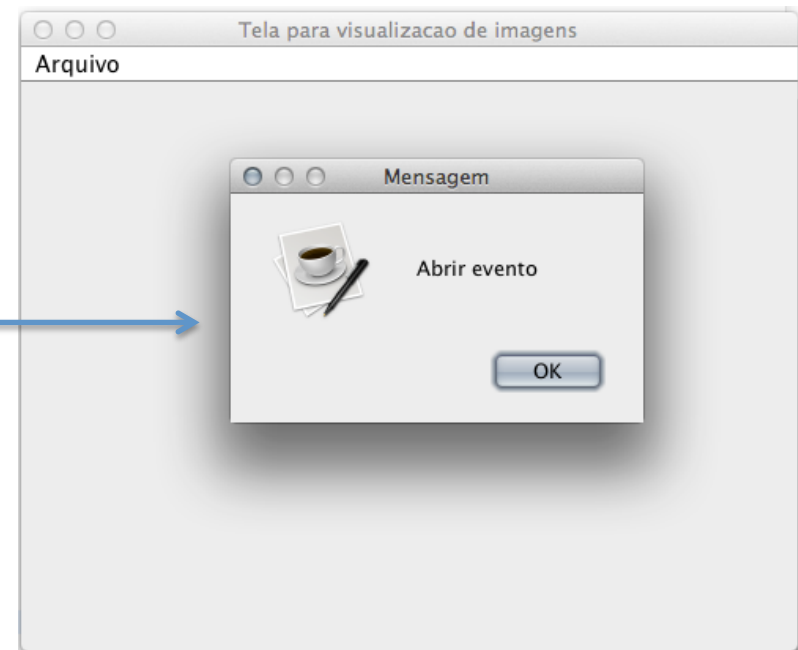 Tela para visualizacao de imagens
Arquivo
Mensagem
Abrir evento
OK